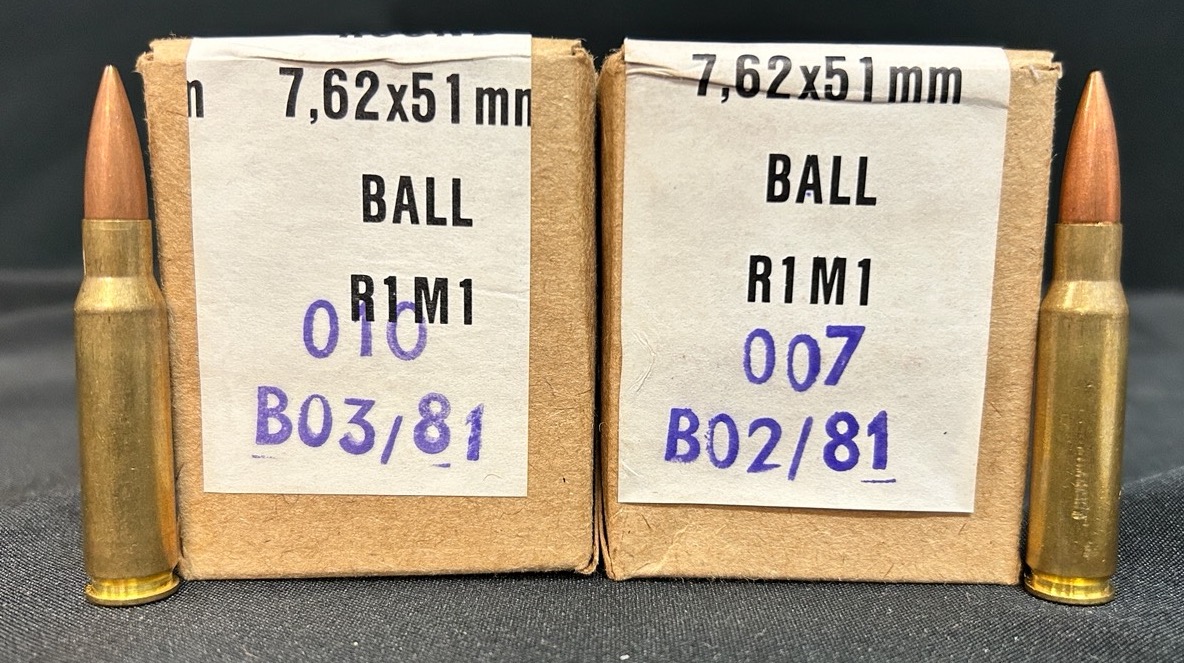 m 7,62x51mm
BALL
R1M1
010
B03/81
7,62x51mm
BALL
R1M1
007
B02/81